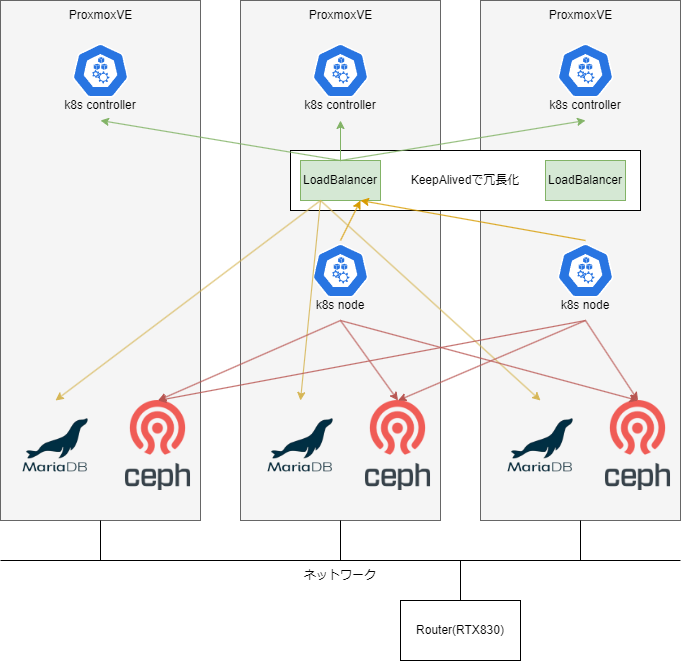 ProxmoxVE
ProxmoxVE
ProxmoxVE
k8s controller
k8s controller
k8s controller
LoadBalancer
KeepAlivedで冗長化
LoadBalancer
k8s node
k8s node
MariaDB
ceph
MariaDB
ceph
MariaDB
ceph
ネットワーク
Router(RTX830)